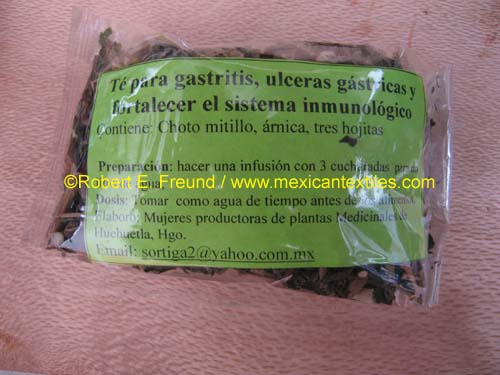 Té para gastritis, ulceras gástricas y
fortalecer el sistema inmunológico
Contiene: Choto mitillo, árnica, tres hojitas
Preparación: hacer una infusión con 3 cucharadas
©Robert E. Freund / www.mexicantextiles.com
Dosis: Tomar como agua de tiempo antes de los alimentos
Elaboró: Mujeres productoras de plantas Medicinales de
Huehuetla, Hgo.
Email: sortiga2@yahoo.com.mx